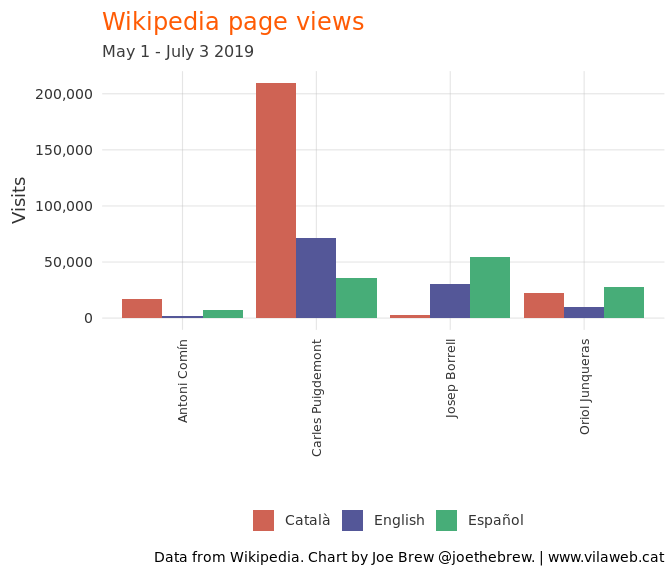 Wikipedia page views
May 1 - July 3 2019
Visits
200,000
150,000
100,000
50,000
0
Antoni Comín
Carles Puigdemont
Josep Borrell
Oriol Junqueras
Català English Español
Data from Wikipedia. Chart by Joe Brew @joethebrew. | www.vilaweb.cat